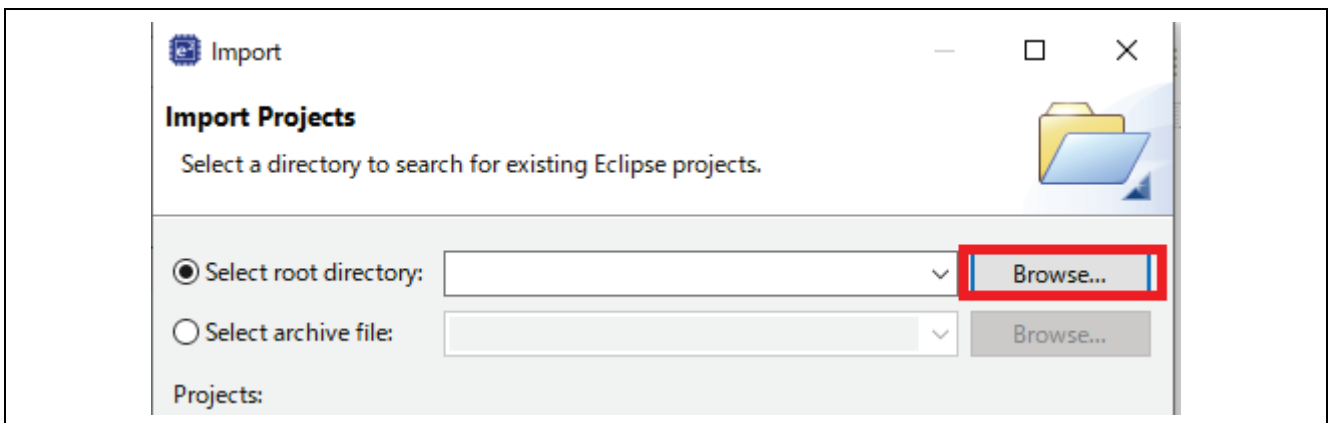 e² Import
Import Projects
Select a directory to search for existing Eclipse projects.
Select root directory: Browse...
Select archive file: Browse...
Projects: